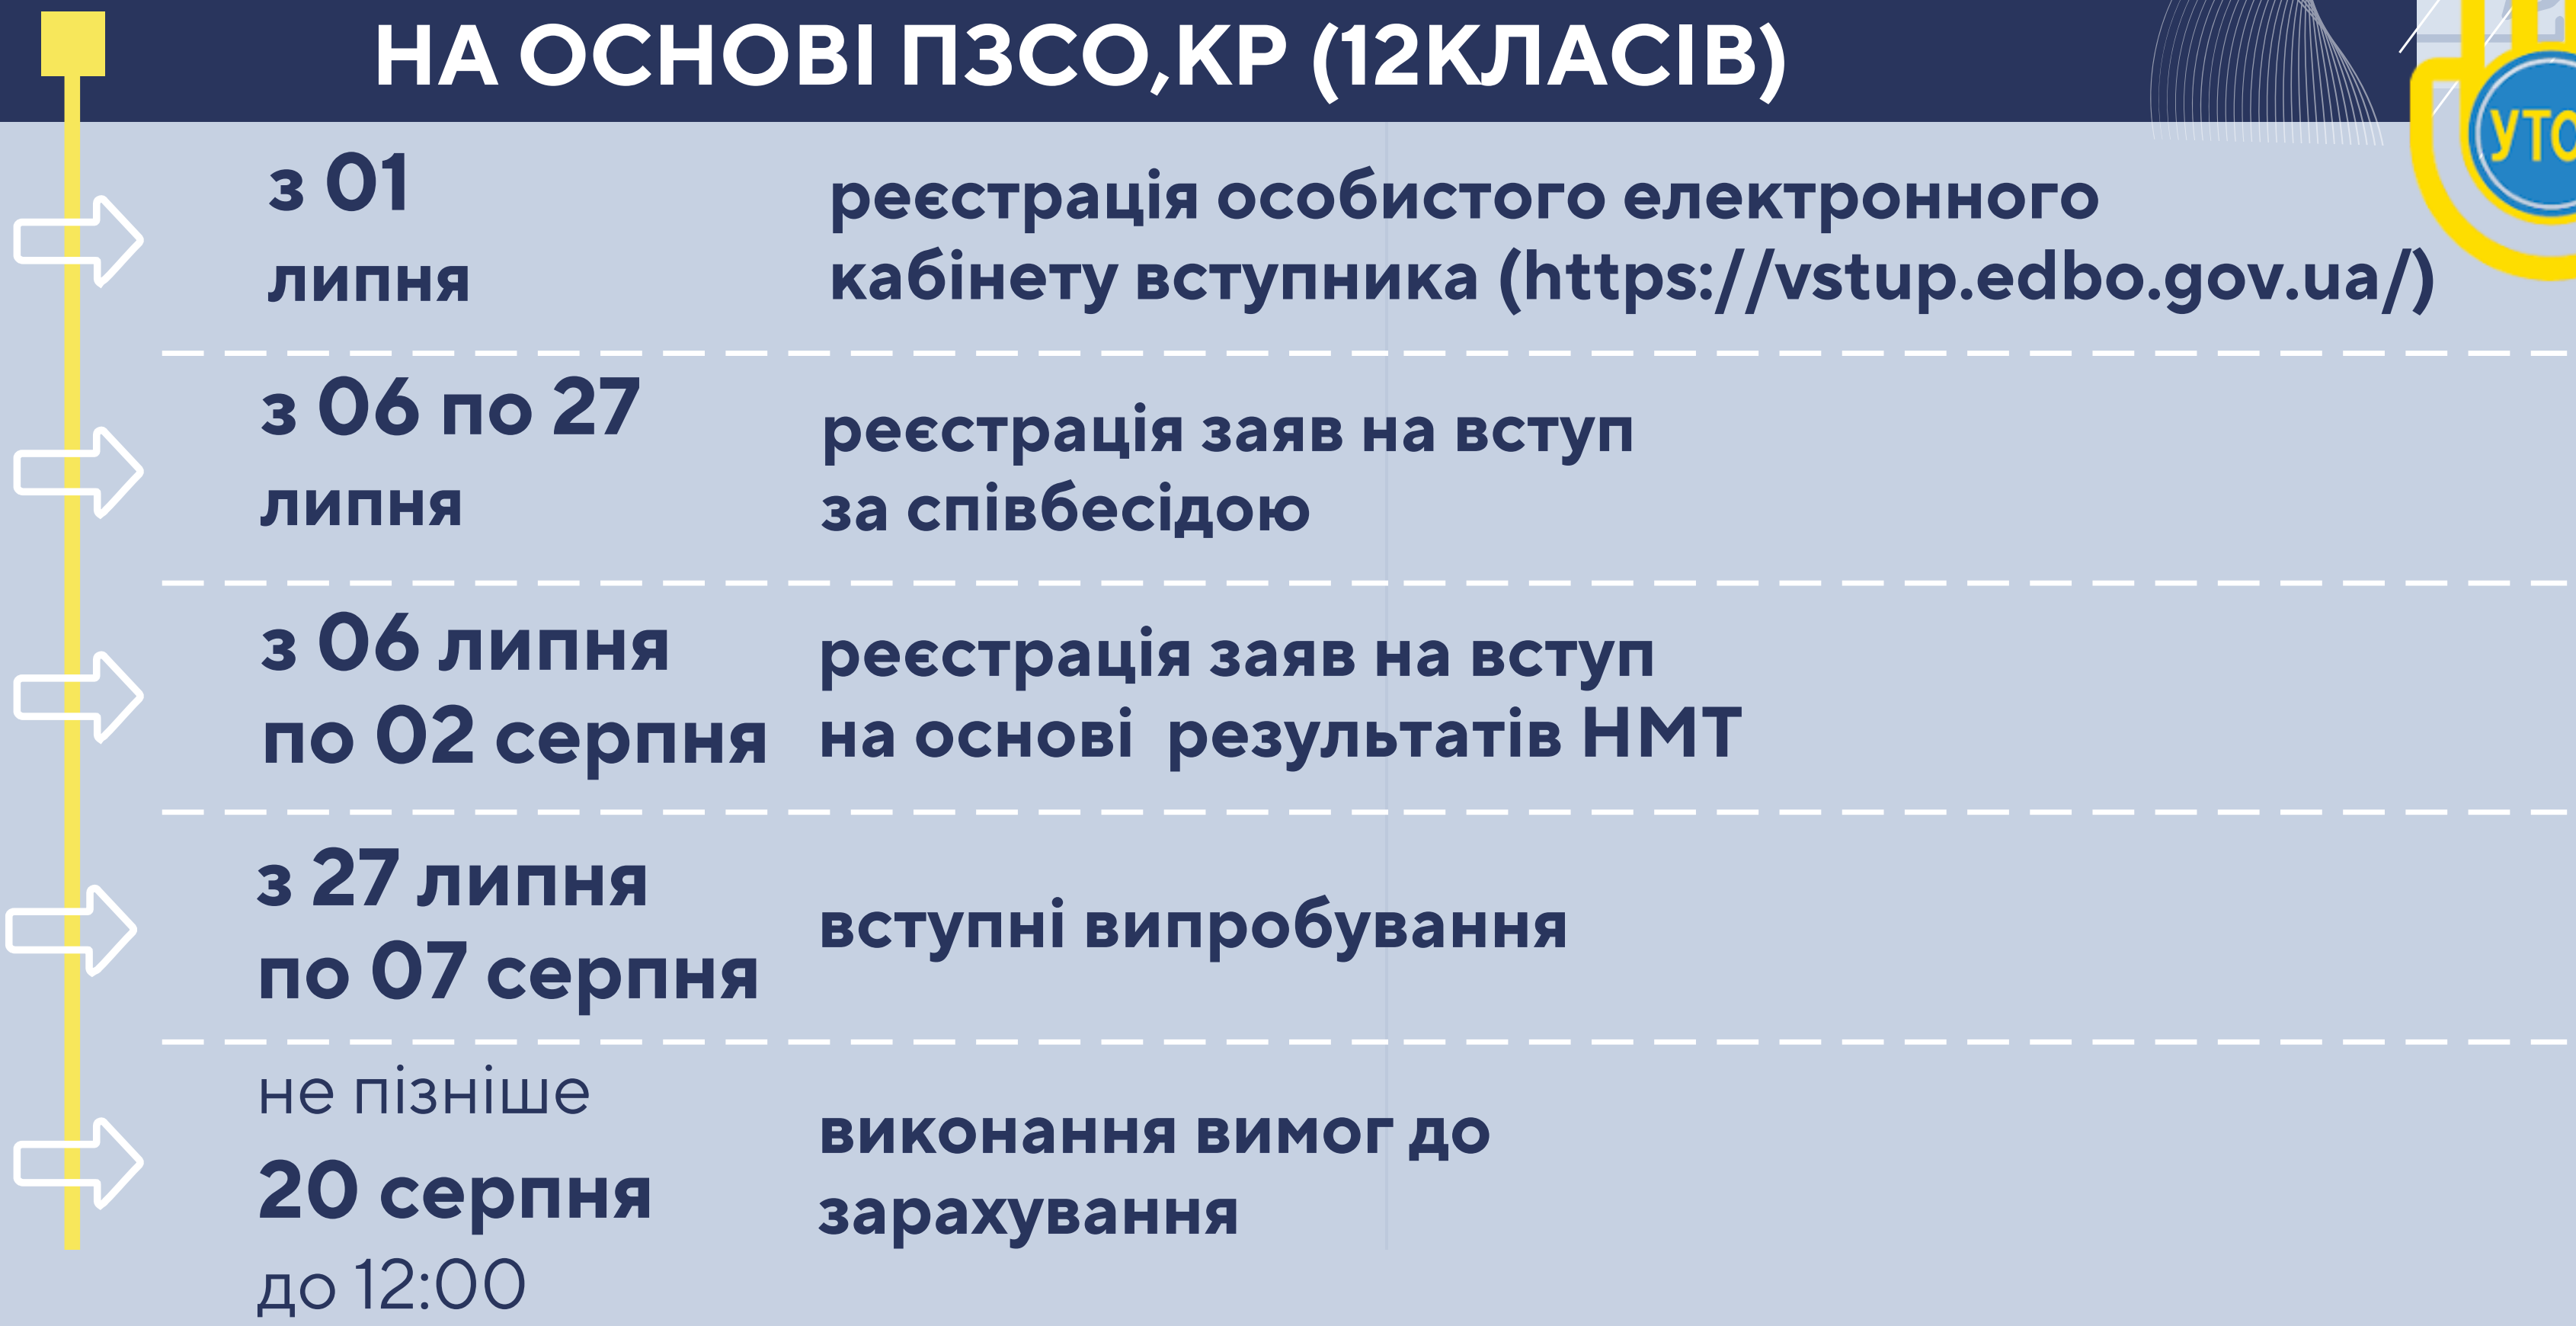 НА ОСНОВІ ПЗСО,КР (12КЛАСІВ)
з 01
липня
реєстрація особистого електронного
кабінету вступника (https://vstup.edbo.gov.ua/)
з 06 по 27
липня
реєстрація заяв на вступ
за співбесідою
з 06 липня
по 02 серпня
реєстрація заяв на вступ
на основі  результатів НМТ
з 27 липня
по 07 серпня
вступні випробування
не пізніше
20 серпня
до 12:00
виконання вимог до
зарахування